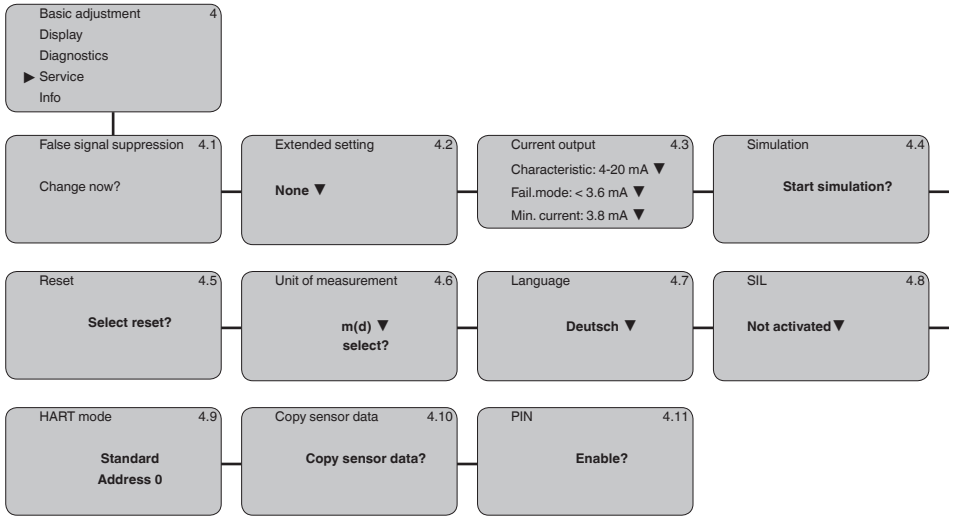 Basic adjustment 4
Display
Diagnostics
▶ Service
Info
False signal suppression 4.1
Change now?
Extended setting 4.2
None ▼
Current output 4.3
Characteristic: 4-20 mA ▼
Fail.mode: < 3.6 mA ▼
Min. current: 3.8 mA ▼
Simulation 4.4
Start simulation?
Reset 4.5
Select reset?
Unit of measurement 4.6
m(d) ▼
select?
Language 4.7
Deutsch ▼
SIL 4.8
Not activated ▼
HART mode 4.9
Standard
Address 0
Copy sensor data 4.10
Copy sensor data?
PIN 4.11
Enable?